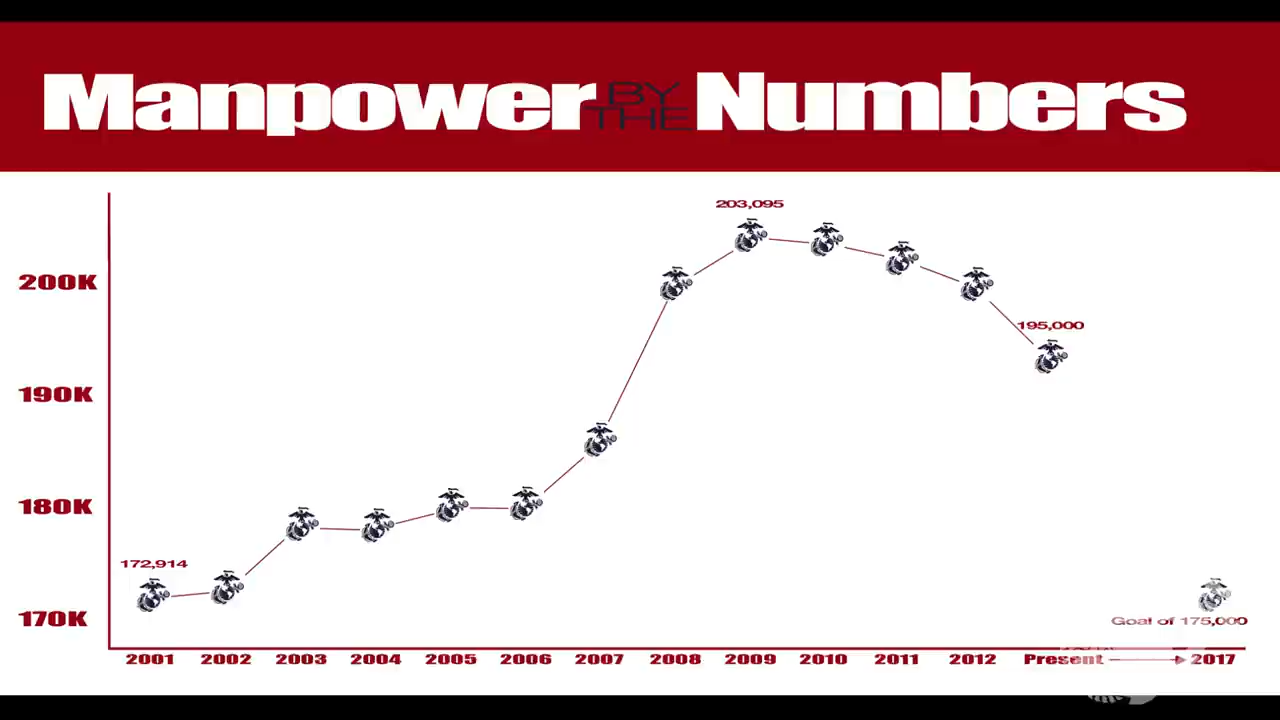 Manpower BY THE Numbers
203,095
200K
195,000
190K
180K
172,914
170K
Goal of 175,000
2001 2002 2003 2004 2005 2006 2007 2008 2009 2010 2011 2012 Present 2017